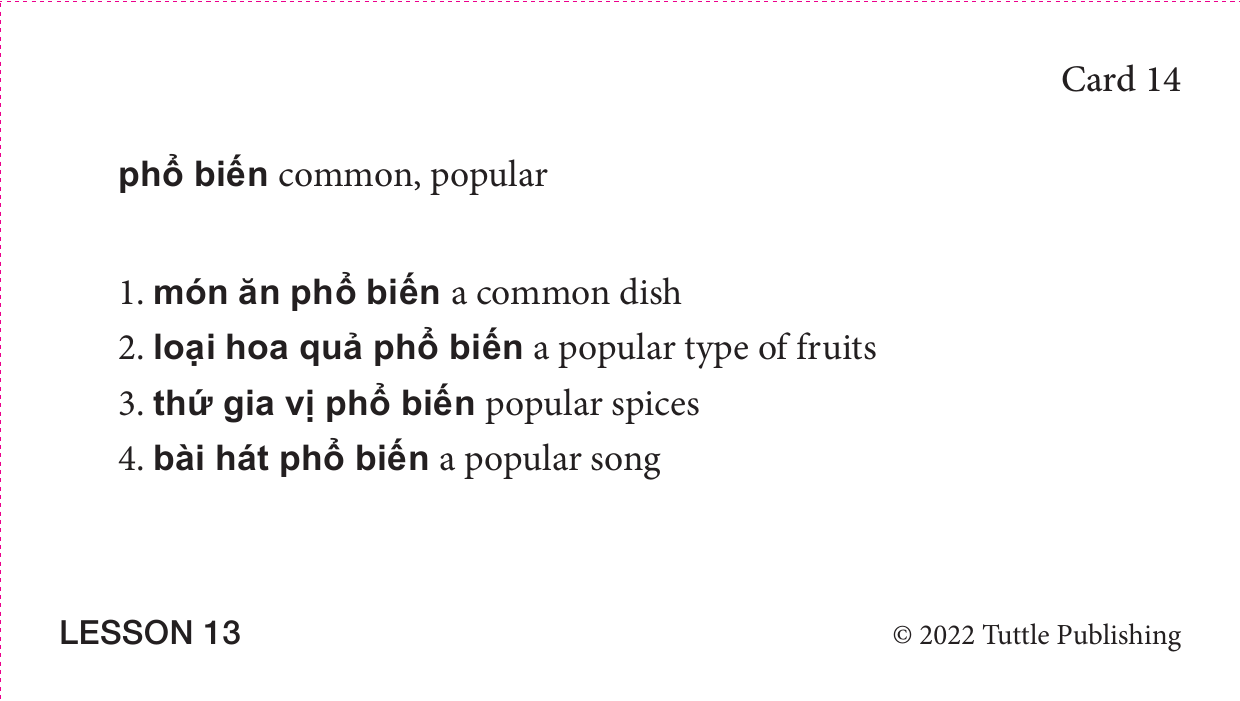 Card 14
phổ biến common, popular
1. món ăn phổ biến a common dish
2. loại hoa quả phổ biến a popular type of fruits
3. thứ gia vị phổ biến popular spices
4. bài hát phổ biến a popular song
LESSON 13
© 2022 Tuttle Publishing